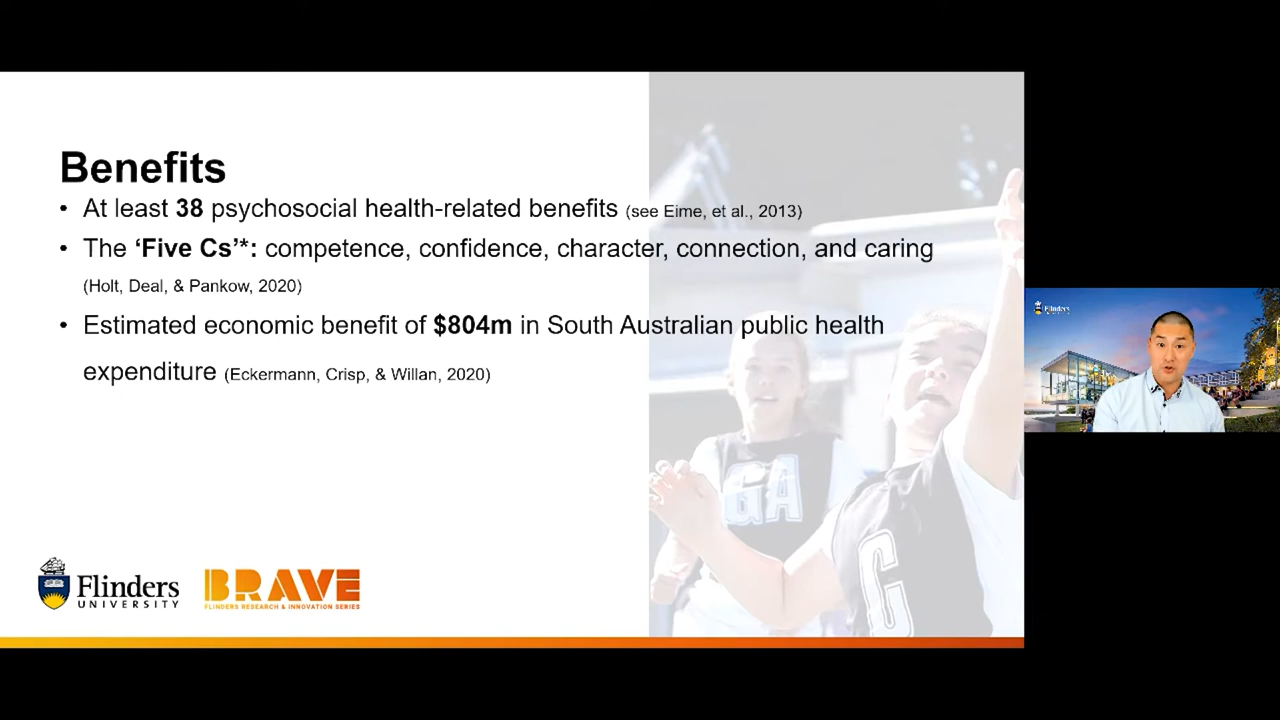 Benefits
• At least 38 psychosocial health-related benefits (see Eime, et al., 2013)
• The ‘Five Cs’*: competence, confidence, character, connection, and caring
(Holt, Deal, & Pankow, 2020)
• Estimated economic benefit of $804m in South Australian public health
expenditure (Eckermann, Crisp, & Willan, 2020)
GA
G
Flinders
UNIVERSITY
BRAVE
FLINDERS RESEARCH & INNOVATION SERIES
Flinders